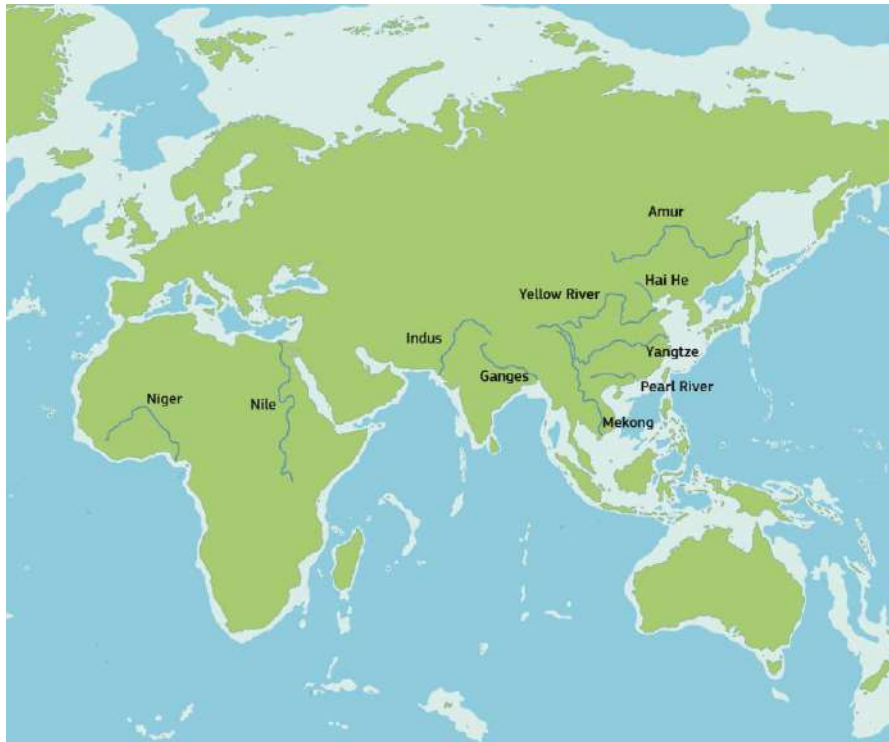 Amur
Hai He
Yellow River
Indus
Yangtze
Ganges
Pearl River
Niger
Nile
Mekong